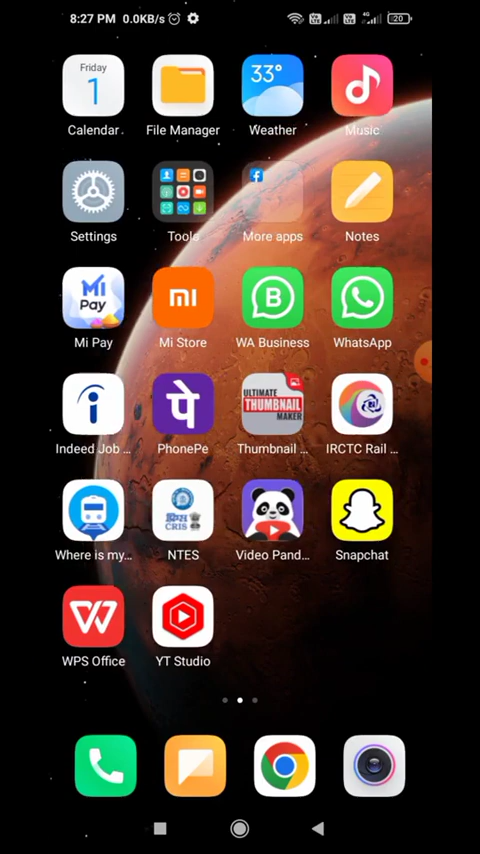 8:27 PM 0.0KB/s
4G
20
Friday
1
33°
Calendar File Manager Weather Music
Settings Tools More apps Notes
Mi Pay
Mi Pay Mi Store WA Business WhatsApp
ULTIMATE
THUMBNAIL
MAKER
Indeed Job ... PhonePe Thumbnail ... IRCTC Rail ...
CRIS
Where is my... NTES Video Pand... Snapchat
WPS Office YT Studio